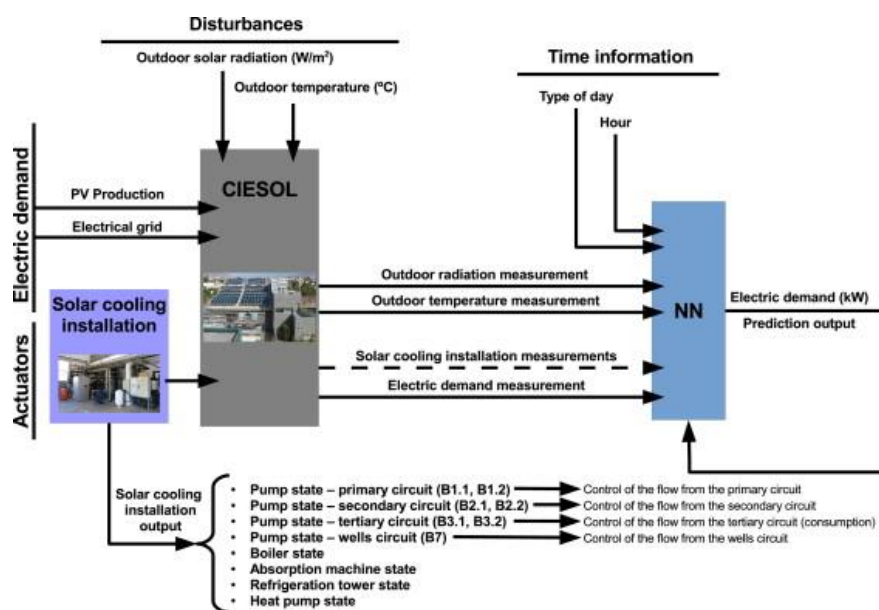 Disturbances
Outdoor solar radiation (W/m²)
Outdoor temperature (ºC)
Time information
Type of day
Hour
Electric demand
PV Production
Electrical grid
CIESOL
Actuators
Solar cooling
installation
Outdoor radiation measurement
Outdoor temperature measurement
Solar cooling installation measurements
Electric demand measurement
NN
Electric demand (kW)
Prediction output
Solar cooling
installation
output
• Pump state – primary circuit (B1.1, B1.2)
Control of the flow from the primary circuit
• Pump state – secondary circuit (B2.1, B2.2)
Control of the flow from the secondary circuit
• Pump state – tertiary circuit (B3.1, B3.2)
Control of the flow from the tertiary circuit (consumption)
• Pump state – wells circuit (B7)
Control of the flow from the wells circuit
• Boiler state
• Absorption machine state
• Refrigeration tower state
• Heat pump state